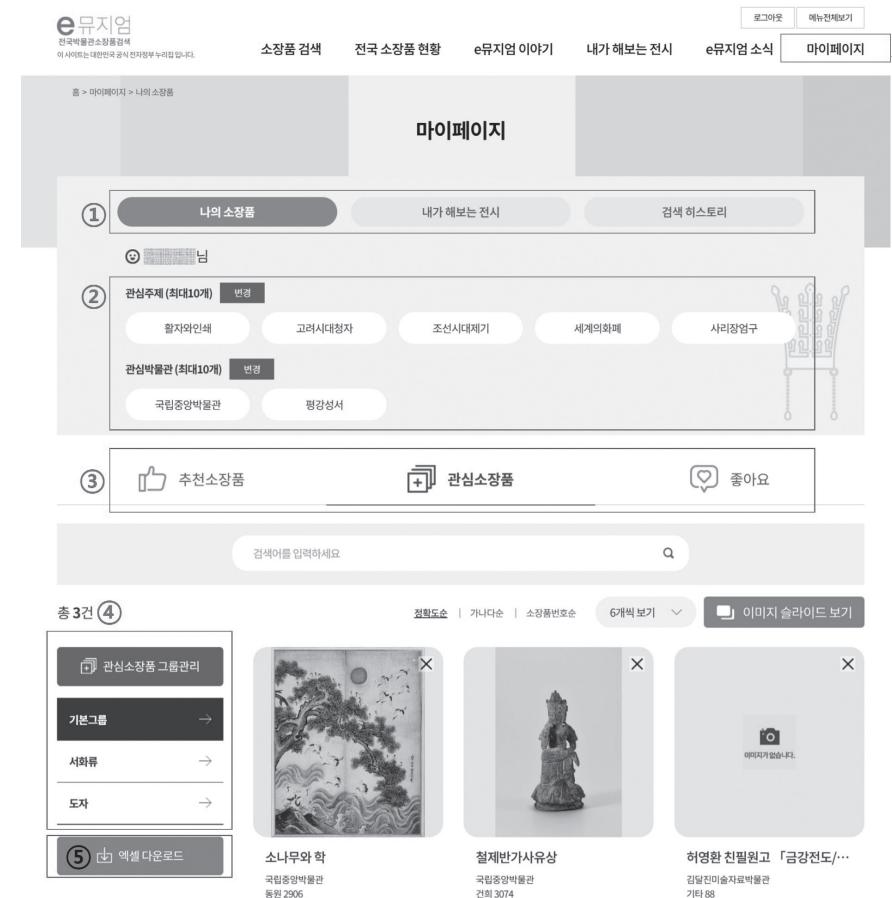 로그아웃 메뉴전체보기
e뮤지엄
전국박물관소장품검색
이 사이트는 대한민국 공식 전자정부 누리집 입니다.
소장품 검색 전국 소장품 현황 e뮤지엄 이야기 내가 해보는 전시 e뮤지엄 소식 마이페이지
홈 > 마이페이지 > 나의 소장품
마이페이지
① 나의 소장품 내가 해보는 전시 검색 히스토리
님
② 관심주제 (최대10개) 변경
활자와인쇄 고려시대청자 조선시대제기 세계의화폐 사리장엄구
관심박물관 (최대10개) 변경
국립중앙박물관 평강성서
③ 추천소장품 관심소장품 좋아요
검색어를 입력하세요
총 3건 ④ 정확도순 | 가나다순 | 소장품번호순 6개씩 보기 이미지 슬라이드 보기
관심소장품 그룹관리
기본그룹
서화류
도자
⑤ 엑셀 다운로드
이미지가 없습니다.
소나무와 학
국립중앙박물관
동원 2906
철제반가사유상
국립중앙박물관
건희 3074
허영환 친필원고 「금강전도/…
김달진미술자료박물관
기타 88